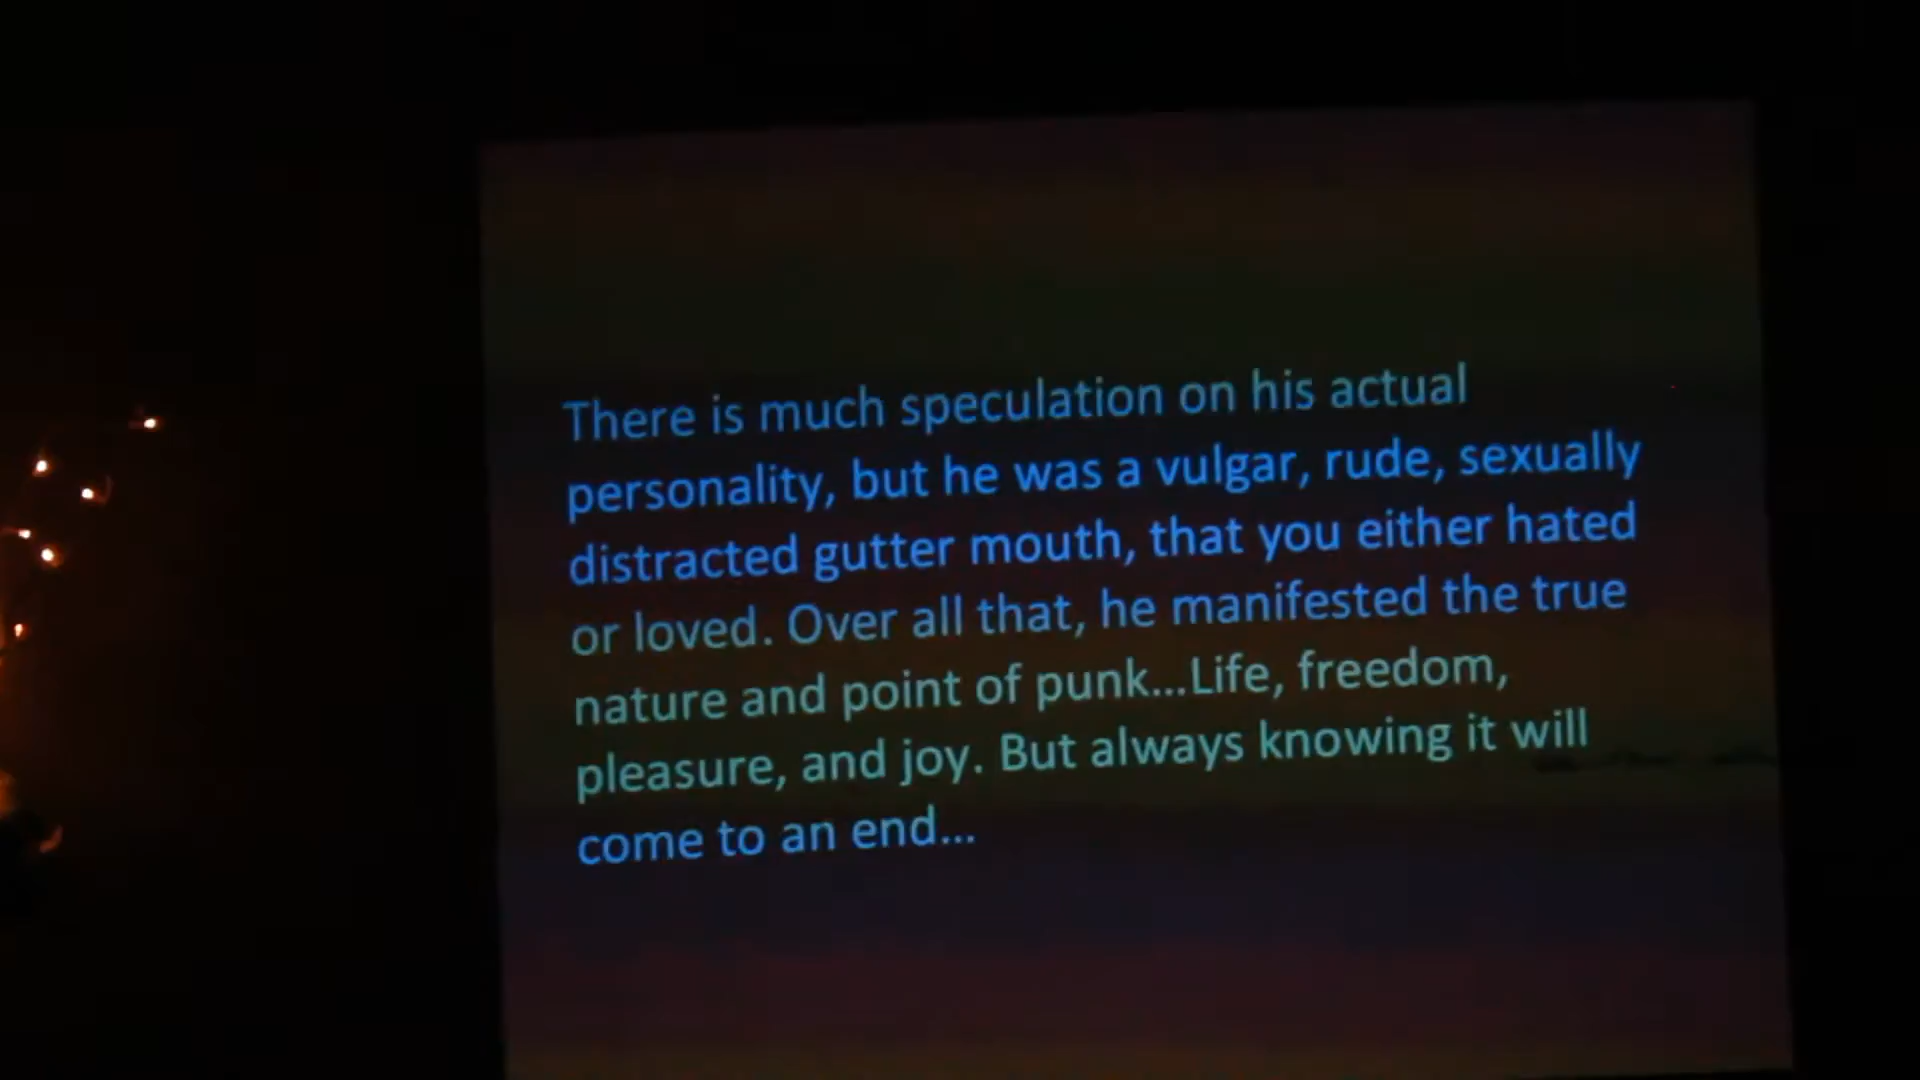 There is much speculation on his actual
personality, but he was a vulgar, rude, sexually
distracted gutter mouth, that you either hated
or loved. Over all that, he manifested the true
nature and point of punk...Life, freedom,
pleasure, and joy. But always knowing it will
come to an end...